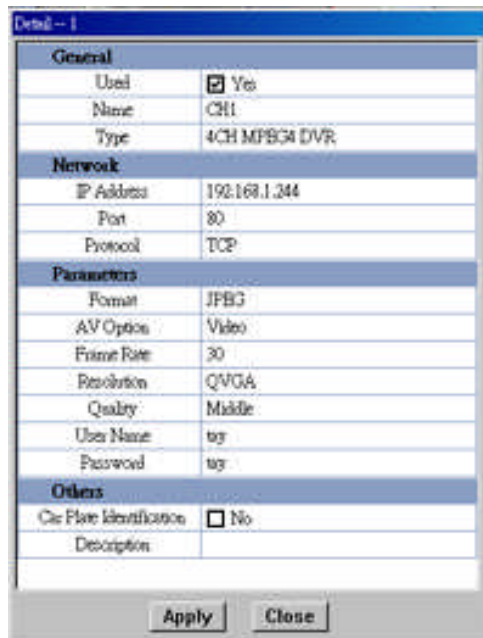 Detail -- 1
General
Used Yes
Name CH1
Type 4CH MPEG4 DVR
Network
IP Address 192.168.1.244
Port 80
Protocol TCP
Parameters
Format JPEG
AV Option Video
Frame Rate 30
Resolution QVGA
Quality Middle
User Name
Password
Others
Car Plate Identification No
Description
Apply Close